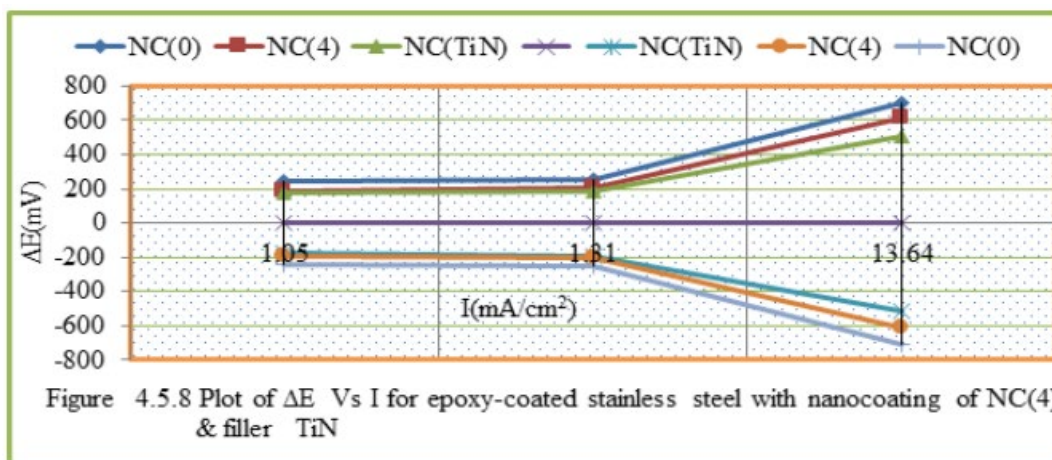 NC(0) NC(4) NC(TiN) NC(TiN) NC(4) NC(0)
800
600
400
200
0
-200
-400
-600
-800
ΔE(mV)
1.05 1.31 13.64
I(mA/cm²)
Figure 4.5.8 Plot of ΔE Vs I for epoxy-coated stainless steel with nanocoating of NC(4)
& filler TiN